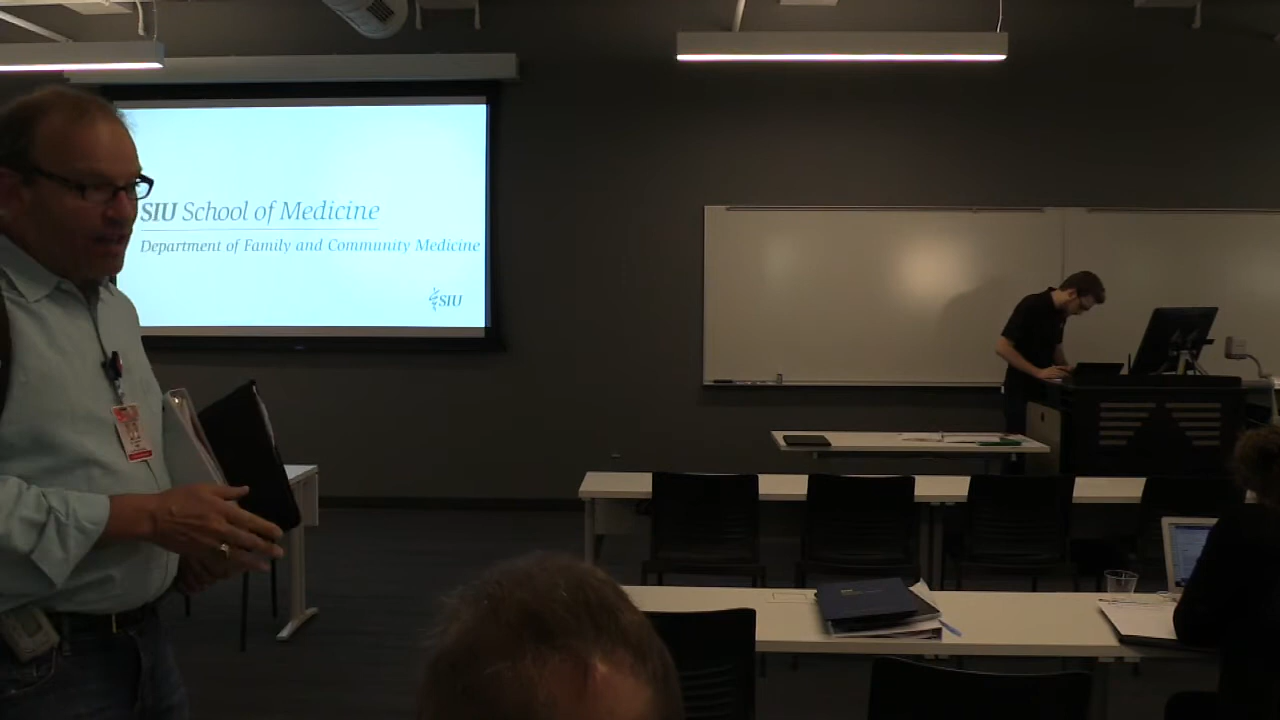 SIU School of Medicine
Department of Family and Community Medicine
SIU